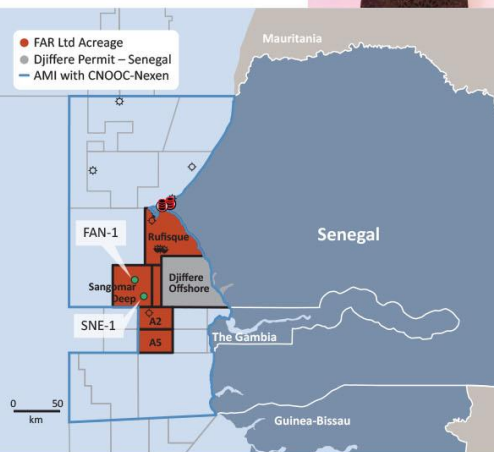 FAR Ltd Acreage
Djiffere Permit – Senegal
AMI with CNOOC-Nexen
Mauritania
FAN-1
Rufisque
Senegal
Sangomar
Deep
Djiffere
Offshore
SNE-1
A2
The Gambia
A5
0 50
km
Guinea-Bissau